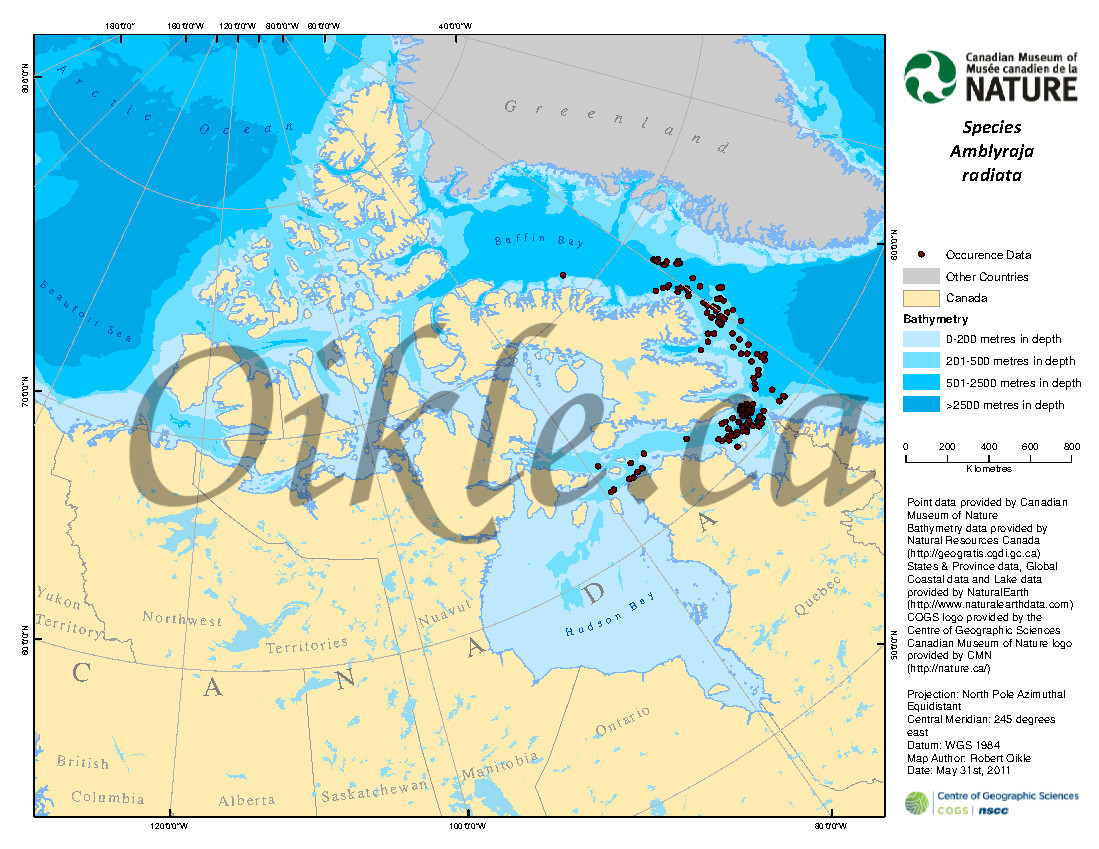 180°0'0" 160°0'0"W 120°0'0"W 80°0'0"W 60°0'0"W 40°0'0"W
80°0'0"N
70°0'0"N
60°0'0"N
60°0'0"N
50°0'0"N
120°0'0"W 100°0'0"W 80°0'0"W
Arctic Ocean
Greenland
Baffin Bay
Beaufort Sea
Oikle.ca
Hudson Bay
Yukon
Territory
Northwest
Territories
Nunavut
Quebec
CANADA
Ontario
Manitobia
Saskatchewan
Alberta
British
Columbia
Canadian Museum of
Musée canadien de la
NATURE
Species
Amblyraja
radiata
Occurence Data
Other Countries
Canada
Bathymetry
0-200 metres in depth
201-500 metres in depth
501-2500 metres in depth
>2500 metres in depth
0 200 400 600 800
Kilometres
Point data provided by Canadian
Museum of Nature
Bathymetry data provided by
Natural Resources Canada
(http://geogratis.cgdi.gc.ca)
States & Province data, Global
Coastal data and Lake data
provided by NaturalEarth
(http://www.naturalearthdata.com)
COGS logo provided by the
Centre of Geographic Sciences
Canadian Museum of Nature logo
provided by CMN
(http://nature.ca/)
Projection: North Pole Azimuthal
Equidistant
Central Meridian: 245 degrees
east
Datum: WGS 1984
Map Author: Robert Oikle
Date: May 31st, 2011
Centre of Geographic Sciences
COGS nscc